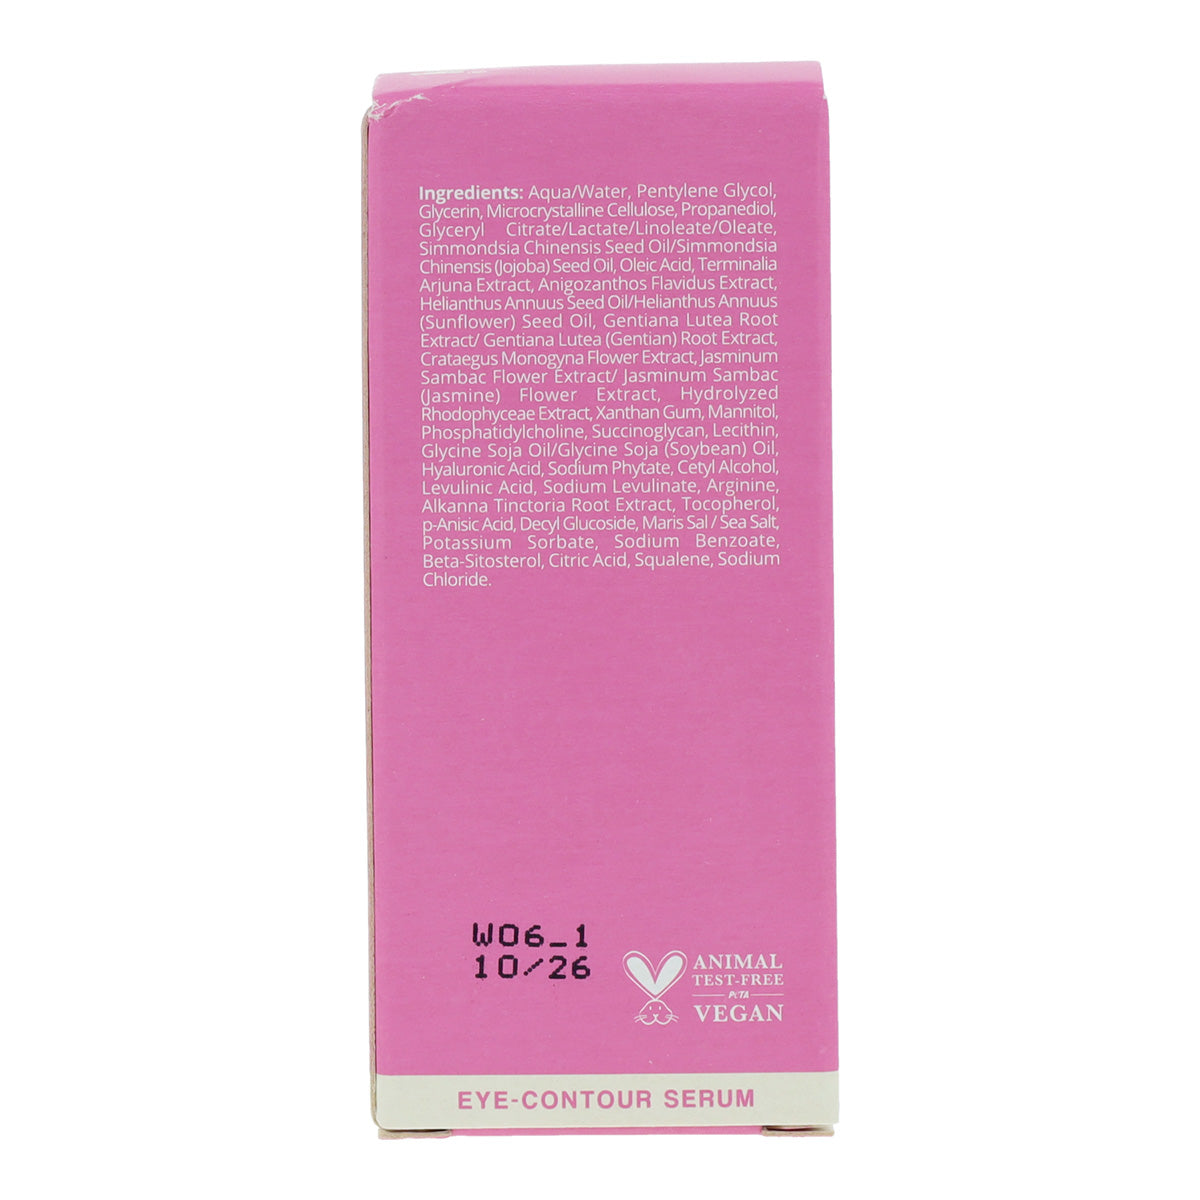 Ingredients: Aqua/Water, Pentylene Glycol,
Glycerin, Microcrystalline Cellulose, Propanediol,
Glyceryl Citrate/Lactate/Linoleate/Oleate,
Simmondsia Chinensis Seed Oil/Simmondsia
Chinensis (Jojoba) Seed Oil, Oleic Acid, Terminalia
Arjuna Extract, Anigozanthos Flavidus Extract,
Helianthus Annuus Seed Oil/Helianthus Annuus
(Sunflower) Seed Oil, Gentiana Lutea Root
Extract/ Gentiana Lutea (Gentian) Root Extract,
Crataegus Monogyna Flower Extract, Jasminum
Sambac Flower Extract/ Jasminum Sambac
(Jasmine) Flower Extract, Hydrolyzed
Rhodophyceae Extract, Xanthan Gum, Mannitol,
Phosphatidylcholine, Succinoglycan, Lecithin,
Glycine Soja Oil/Glycine Soja (Soybean) Oil,
Hyaluronic Acid, Sodium Phytate, Cetyl Alcohol,
Levulinic Acid, Sodium Levulinate, Arginine,
Alkanna Tinctoria Root Extract, Tocopherol,
p-Anisic Acid, Decyl Glucoside, Maris Sal / Sea Salt,
Potassium Sorbate, Sodium Benzoate,
Beta-Sitosterol, Citric Acid, Squalene, Sodium
Chloride.
W06_1
10/26
ANIMAL
TEST-FREE
PETA
VEGAN
EYE-CONTOUR SERUM